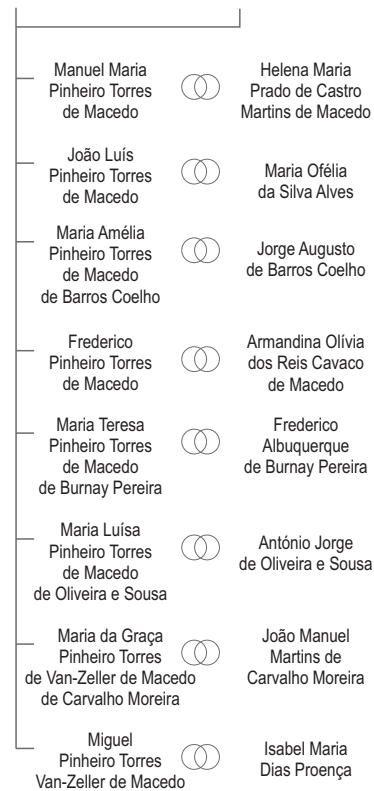 Manuel Maria
Pinheiro Torres
de Macedo
Helena Maria
Prado de Castro
Martins de Macedo
João Luís
Pinheiro Torres
de Macedo
Maria Ofélia
da Silva Alves
Maria Amélia
Pinheiro Torres
de Macedo
de Barros Coelho
Jorge Augusto
de Barros Coelho
Frederico
Pinheiro Torres
de Macedo
Armandina Olívia
dos Reis Cavaco
de Macedo
Maria Teresa
Pinheiro Torres
de Macedo
de Burnay Pereira
Frederico
Albuquerque
de Burnay Pereira
Maria Luísa
Pinheiro Torres
de Macedo
de Oliveira e Sousa
António Jorge
de Oliveira e Sousa
Maria da Graça
Pinheiro Torres
de Van-Zeller de Macedo
de Carvalho Moreira
João Manuel
Martins de
Carvalho Moreira
Miguel
Pinheiro Torres
Van-Zeller de Macedo
Isabel Maria
Dias Proença